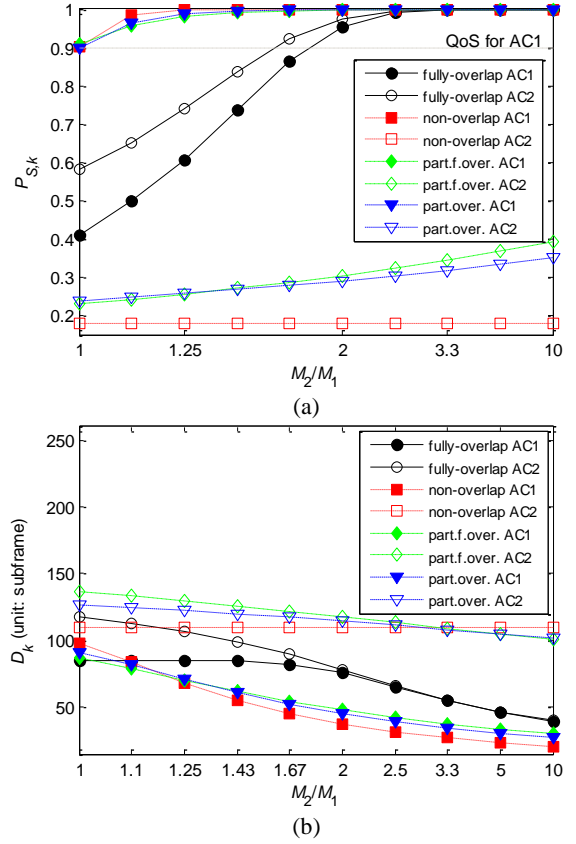 1
0.9
0.8
0.7
0.6
0.5
0.4
0.3
0.2
P_{S,k}
QoS for AC1
fully-overlap AC1
fully-overlap AC2
non-overlap AC1
non-overlap AC2
part.f.over. AC1
part.f.over. AC2
part.over. AC1
part.over. AC2
1 1.25 2 3.3 10
M_2/M_1
(a)
250
200
150
100
50
D_k (unit: subframe)
fully-overlap AC1
fully-overlap AC2
non-overlap AC1
non-overlap AC2
part.f.over. AC1
part.f.over. AC2
part.over. AC1
part.over. AC2
1 1.1 1.25 1.43 1.67 2 2.5 3.3 5 10
M_2/M_1
(b)